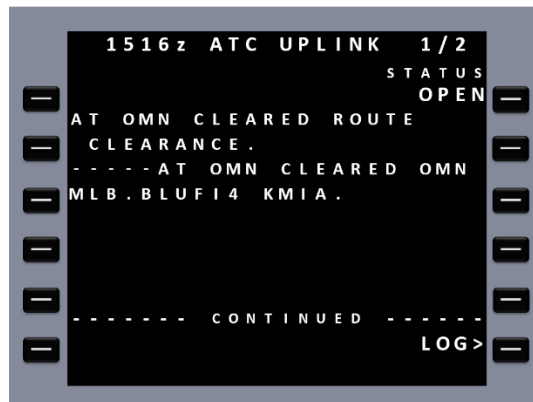 1516z ATC UPLINK 1/2
STATUS
OPEN
AT OMN CLEARED ROUTE
CLEARANCE.
-----AT OMN CLEARED OMN
MLB.BLUFI4 KMIA.
------- CONTINUED ------
LOG>